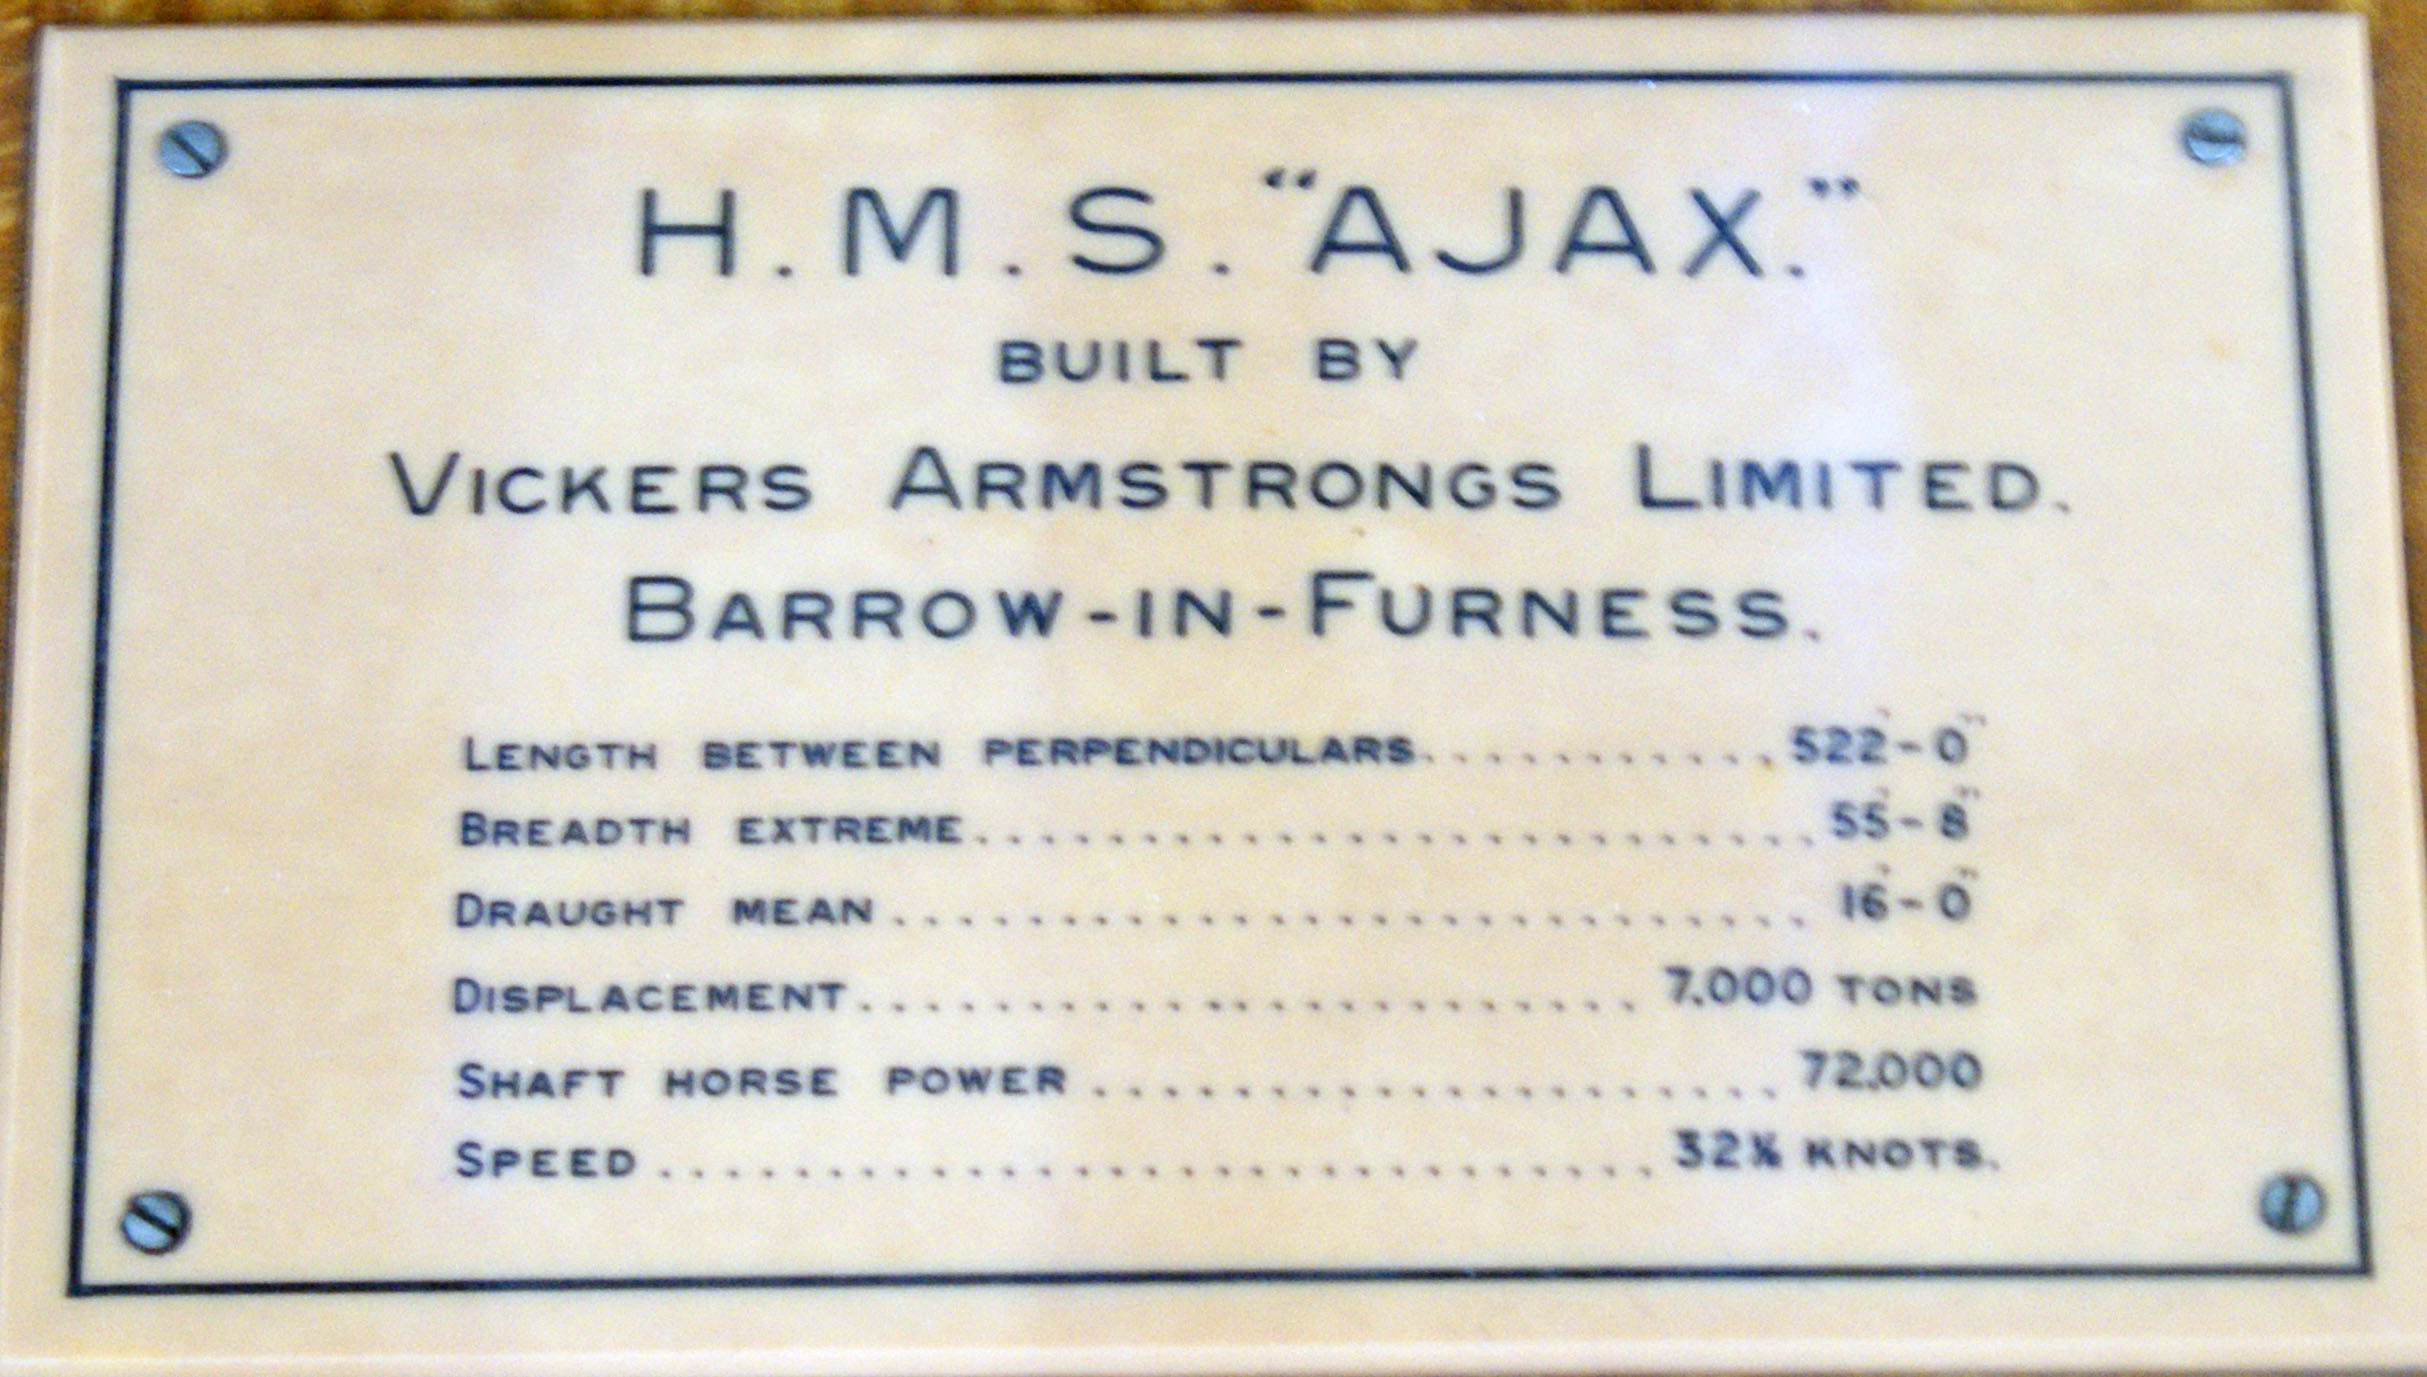 H.M.S. “AJAX.”
BUILT BY
VICKERS ARMSTRONGS LIMITED.
BARROW-IN-FURNESS.
LENGTH BETWEEN PERPENDICULARS...........522'-0"
BREADTH EXTREME.........................55'-8"
DRAUGHT MEAN...........................16'-0"
DISPLACEMENT.......................7.000 TONS
SHAFT HORSE POWER....................72.000
SPEED.............................32½ KNOTS.